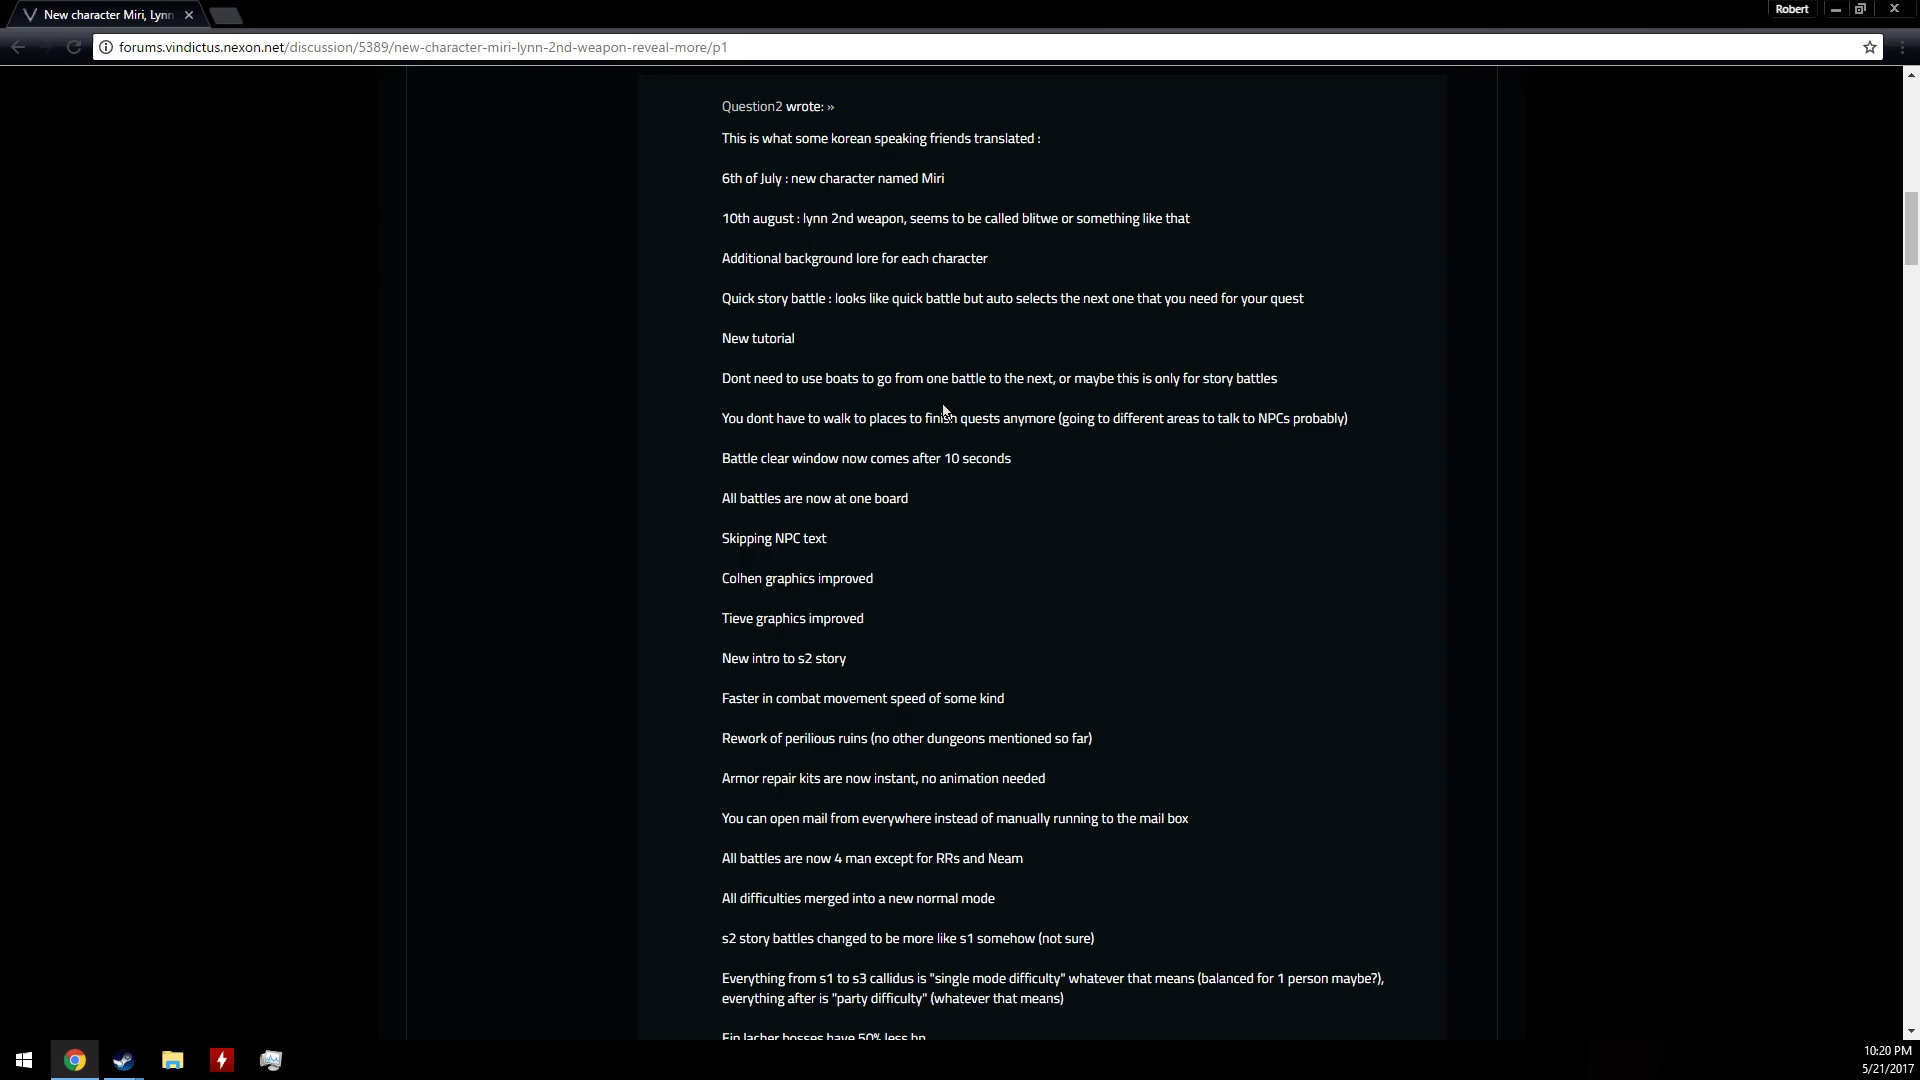 New character Miri, Lynn
Robert
forums.vindictus.nexon.net/discussion/5389/new-character-miri-lynn-2nd-weapon-reveal-more/p1
Question2 wrote: »
This is what some korean speaking friends translated :
6th of July : new character named Miri
10th august : lynn 2nd weapon, seems to be called blitwe or something like that
Additional background lore for each character
Quick story battle : looks like quick battle but auto selects the next one that you need for your quest
New tutorial
Dont need to use boats to go from one battle to the next, or maybe this is only for story battles
You dont have to walk to places to finish quests anymore (going to different areas to talk to NPCs probably)
Battle clear window now comes after 10 seconds
All battles are now at one board
Skipping NPC text
Colhen graphics improved
Tieve graphics improved
New intro to s2 story
Faster in combat movement speed of some kind
Rework of perilious ruins (no other dungeons mentioned so far)
Armor repair kits are now instant, no animation needed
You can open mail from everywhere instead of manually running to the mail box
All battles are now 4 man except for RRs and Neam
All difficulties merged into a new normal mode
s2 story battles changed to be more like s1 somehow (not sure)
Everything from s1 to s3 callidus is "single mode difficulty" whatever that means (balanced for 1 person maybe?),
everything after is "party difficulty" (whatever that means)
Ein lacher bosses have 50% less hp
10:20 PM
5/21/2017